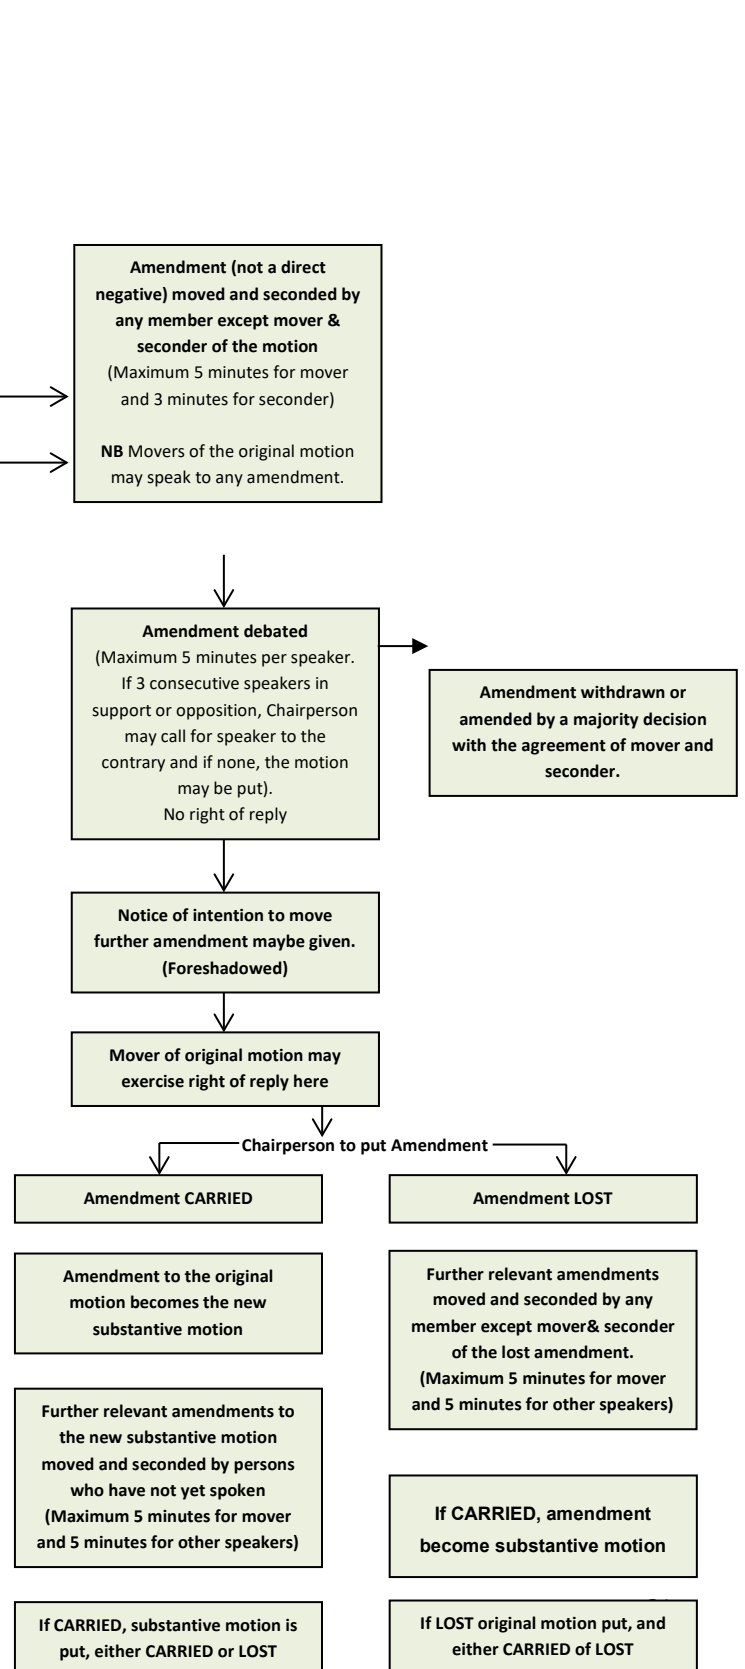 Amendment (not a direct
negative) moved and seconded by
any member except mover &
seconder of the motion
(Maximum 5 minutes for mover
and 3 minutes for seconder)
NB Movers of the original motion
may speak to any amendment.
Amendment debated
(Maximum 5 minutes per speaker.
If 3 consecutive speakers in
support or opposition, Chairperson
may call for speaker to the
contrary and if none, the motion
may be put).
No right of reply
Amendment withdrawn or
amended by a majority decision
with the agreement of mover and
seconder.
Notice of intention to move
further amendment maybe given.
(Foreshadowed)
Mover of original motion may
exercise right of reply here
Chairperson to put Amendment
Amendment CARRIED
Amendment to the original
motion becomes the new
substantive motion
Further relevant amendments to
the new substantive motion
moved and seconded by persons
who have not yet spoken
(Maximum 5 minutes for mover
and 5 minutes for other speakers)
If CARRIED, substantive motion is
put, either CARRIED or LOST
Amendment LOST
Further relevant amendments
moved and seconded by any
member except mover& seconder
of the lost amendment.
(Maximum 5 minutes for mover
and 5 minutes for other speakers)
If CARRIED, amendment
become substantive motion
If LOST original motion put, and
either CARRIED of LOST